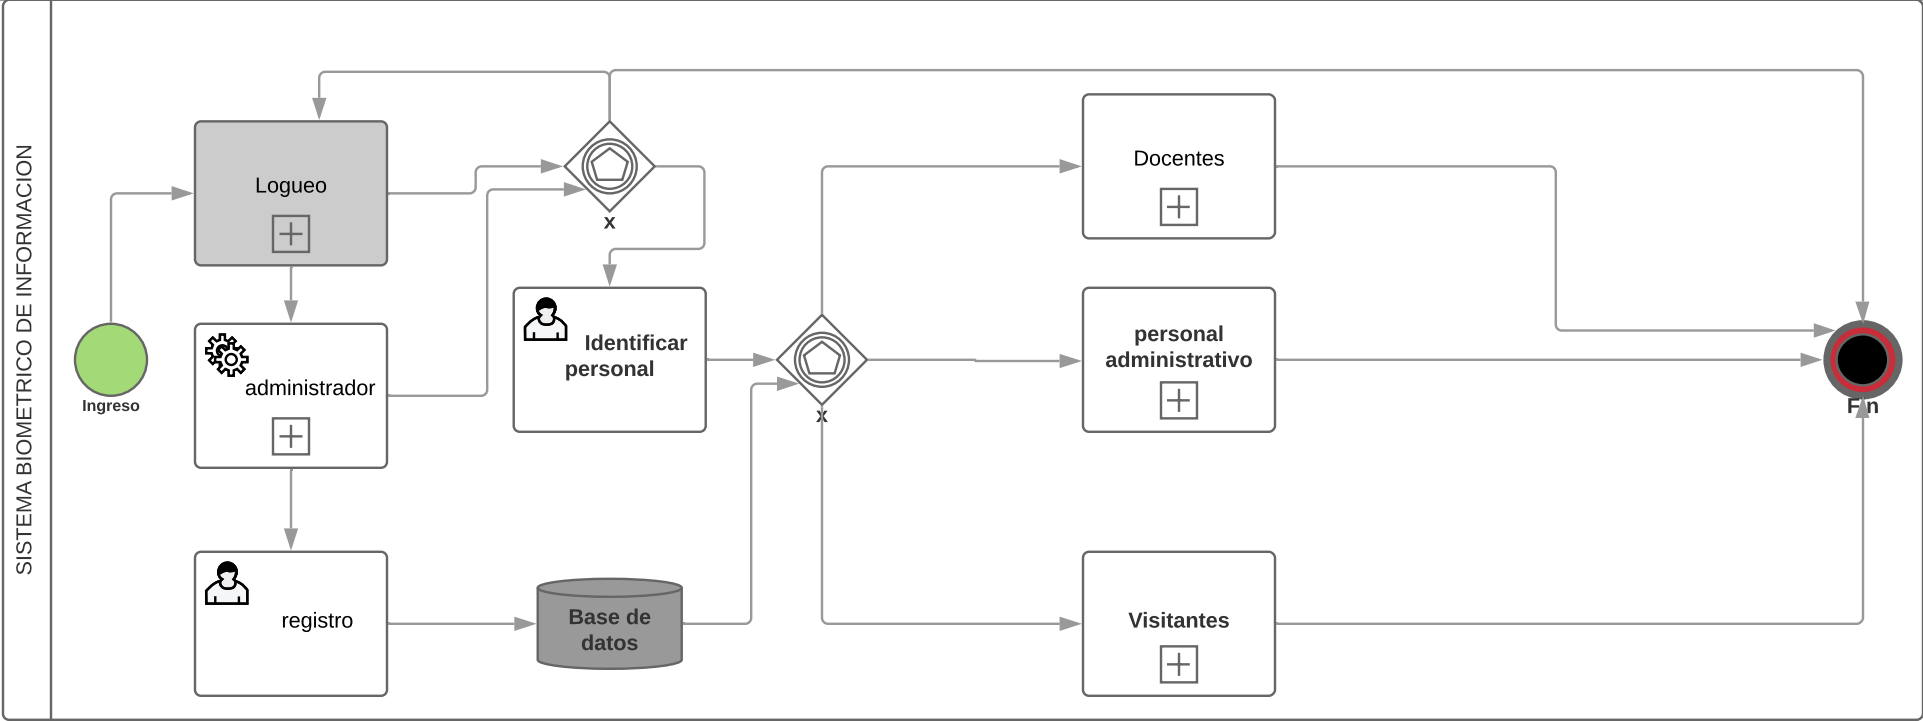 SISTEMA BIOMETRICO DE INFORMACION
Ingreso
Logueo
administrador
registro
x
Identificar
personal
Base de
datos
x
Docentes
personal
administrativo
Visitantes
Fin